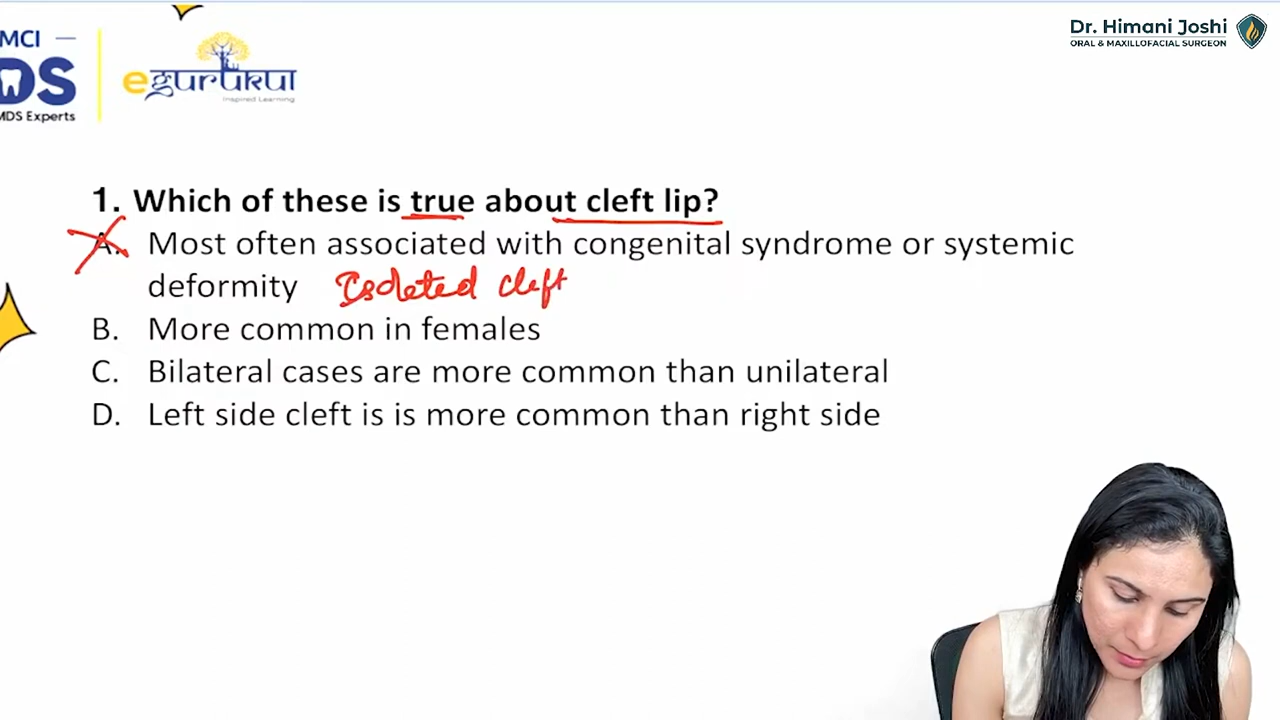 MCI
DS
MDS Experts
egurukul
Inspired Learning
Dr. Himani Joshi
ORAL & MAXILLOFACIAL SURGEON
1. Which of these is true about cleft lip?
A. Most often associated with congenital syndrome or systemic
deformity Isolated cleft
B. More common in females
C. Bilateral cases are more common than unilateral
D. Left side cleft is is more common than right side